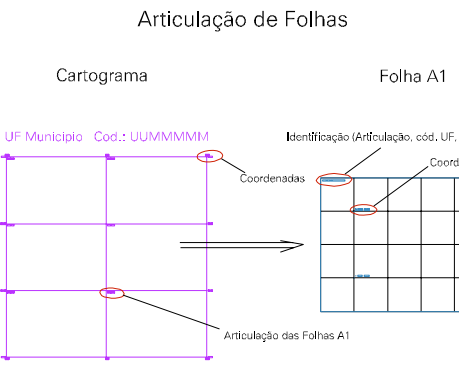 Articulação de Folhas
Cartograma
Folha A1
UF Municipio Cod.: UUMMMMM
Identificação (Articulação, cód. UF,
Coord
Coordenadas
Articulação das Folhas A1